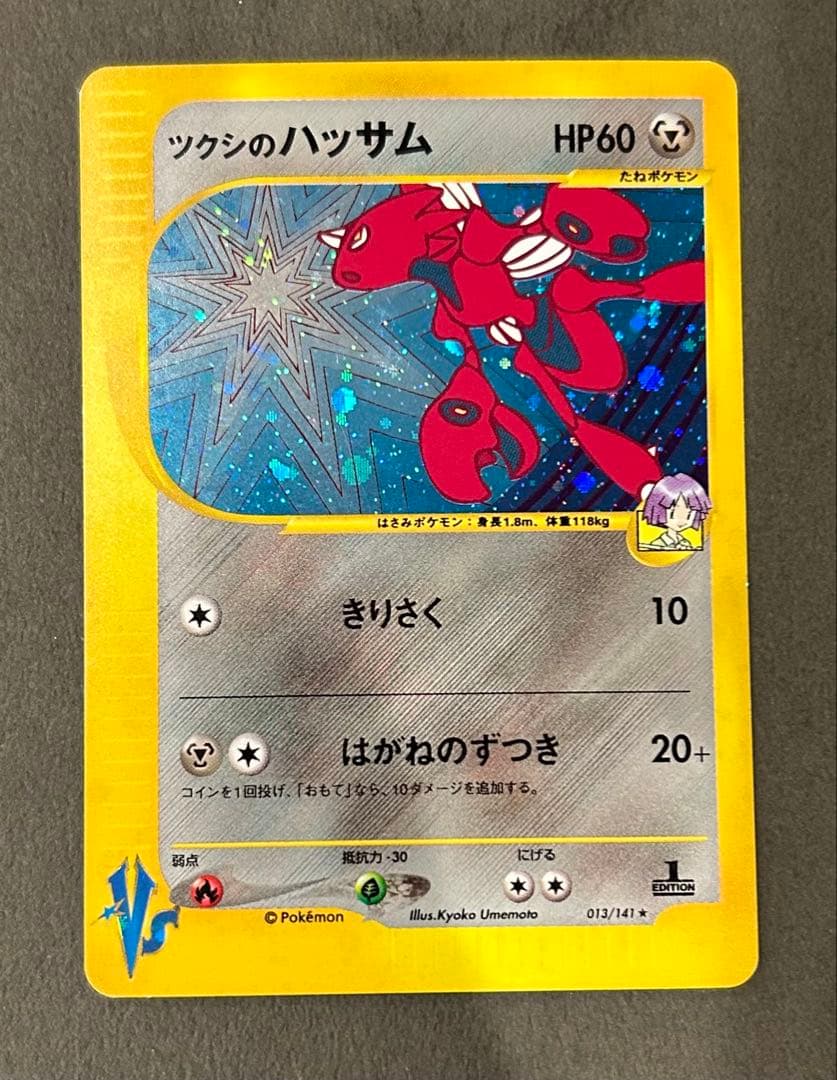 ツクシのハッサム HP60
たねポケモン
はさみポケモン：身長1.8m、体重118kg
きりさく 10
はがねのずつき 20+
コインを1回投げ、「おもて」なら、10ダメージを追加する。
弱点 抵抗力-30 にげる
1
EDITION
VS
©Pokémon Illus.Kyoko Umemoto 013/141★